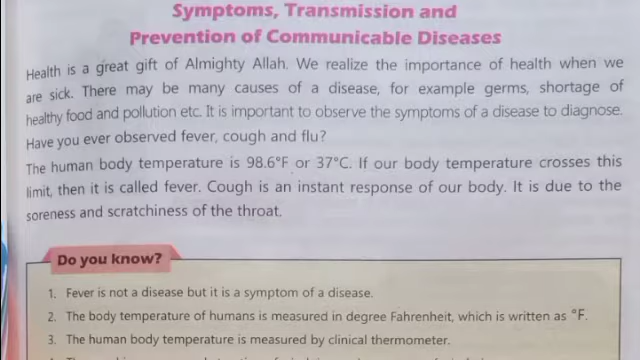 Symptoms, Transmission and
Prevention of Communicable Diseases
Health is a great gift of Almighty Allah. We realize the importance of health when we
are sick. There may be many causes of a disease, for example germs, shortage of
healthy food and pollution etc. It is important to observe the symptoms of a disease to diagnose.
Have you ever observed fever, cough and flu?
The human body temperature is 98.6°F or 37°C. If our body temperature crosses this
limit, then it is called fever. Cough is an instant response of our body. It is due to the
soreness and scratchiness of the throat.
Do you know?
1. Fever is not a disease but it is a symptom of a disease.
2. The body temperature of humans is measured in degree Fahrenheit, which is written as °F.
3. The human body temperature is measured by clinical thermometer.